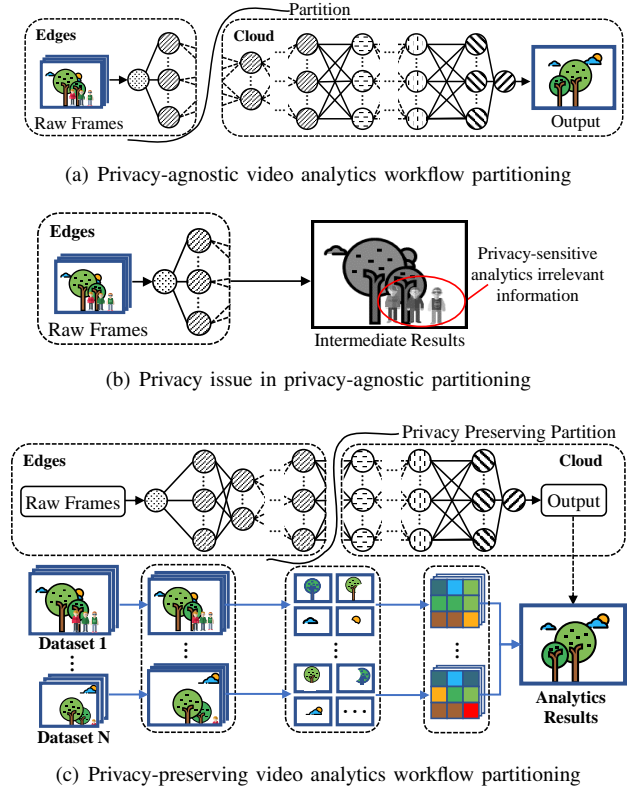 Partition
Edges
Cloud
Raw Frames
Output
(a) Privacy-agnostic video analytics workflow partitioning
Edges
Privacy-sensitive
analytics irrelevant
information
Raw Frames
Intermediate Results
(b) Privacy issue in privacy-agnostic partitioning
Privacy Preserving Partition
Edges
Cloud
Raw Frames
Output
Dataset 1
Dataset N
Analytics
Results
(c) Privacy-preserving video analytics workflow partitioning